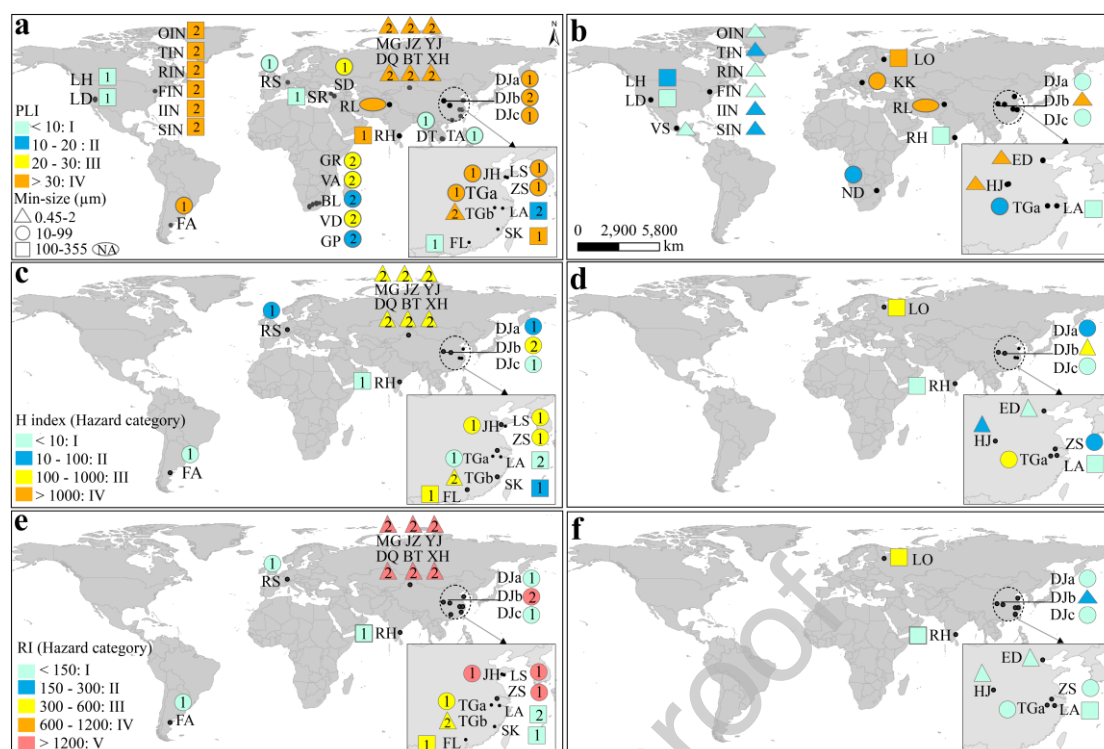 a
OIN 2
TIN 2
RIN 2
FIN 2
IIN 2
SIN 2
LH 1
LD 1
PLI
< 10: I
10 - 20: II
20 - 30: III
> 30: IV
Min-size (μm)
0.45-2
10-99
100-355 NA
1
FA
1
RS
1
SD
1
SR
RL
2 2 2
MG JZ YJ
DQ BT XH
2 2 2
N
DJa 1
DJb 2
DJc 1
1
RH
1
DT TA 1
GR 2
VA 2
BL 2
VD 2
GP 2
1 JH
LS 1
ZS 1
1 TGa
2 TGb
LA 2
SK 1
1 FL
b
OIN
TIN
RIN
FIN
IIN
SIN
LH
LD
VS
LO
KK
RL
RH
ND
DJa
DJb
DJc
ED
HJ
TGa
LA
0 2,900 5,800
km
c
2 2 2
MG JZ YJ
DQ BT XH
2 2 2
1
RS
DJa 1
DJb 2
DJc 1
1 RH
H index (Hazard category)
< 10: I
10 - 100: II
100 - 1000: III
> 1000: IV
1
FA
1 JH
LS 1
ZS 1
1 TGa
LA 2
2 TGb
SK 1
1 FL
d
LO
DJa
DJb
DJc
RH
ED
HJ
ZS
TGa
LA
e
2 2 2
MG JZ YJ
DQ BT XH
2 2 2
1
RS
DJa 1
DJb 2
DJc 1
1 RH
RI (Hazard category)
< 150: I
150 - 300: II
300 - 600: III
600 - 1200: IV
> 1200: V
1
FA
1 JH
LS 1
ZS 1
1 TGa
LA 2
2 TGb
SK 1
1 FL
f
LO
DJa
DJb
DJc
RH
ED
HJ
ZS
TGa
LA
proof